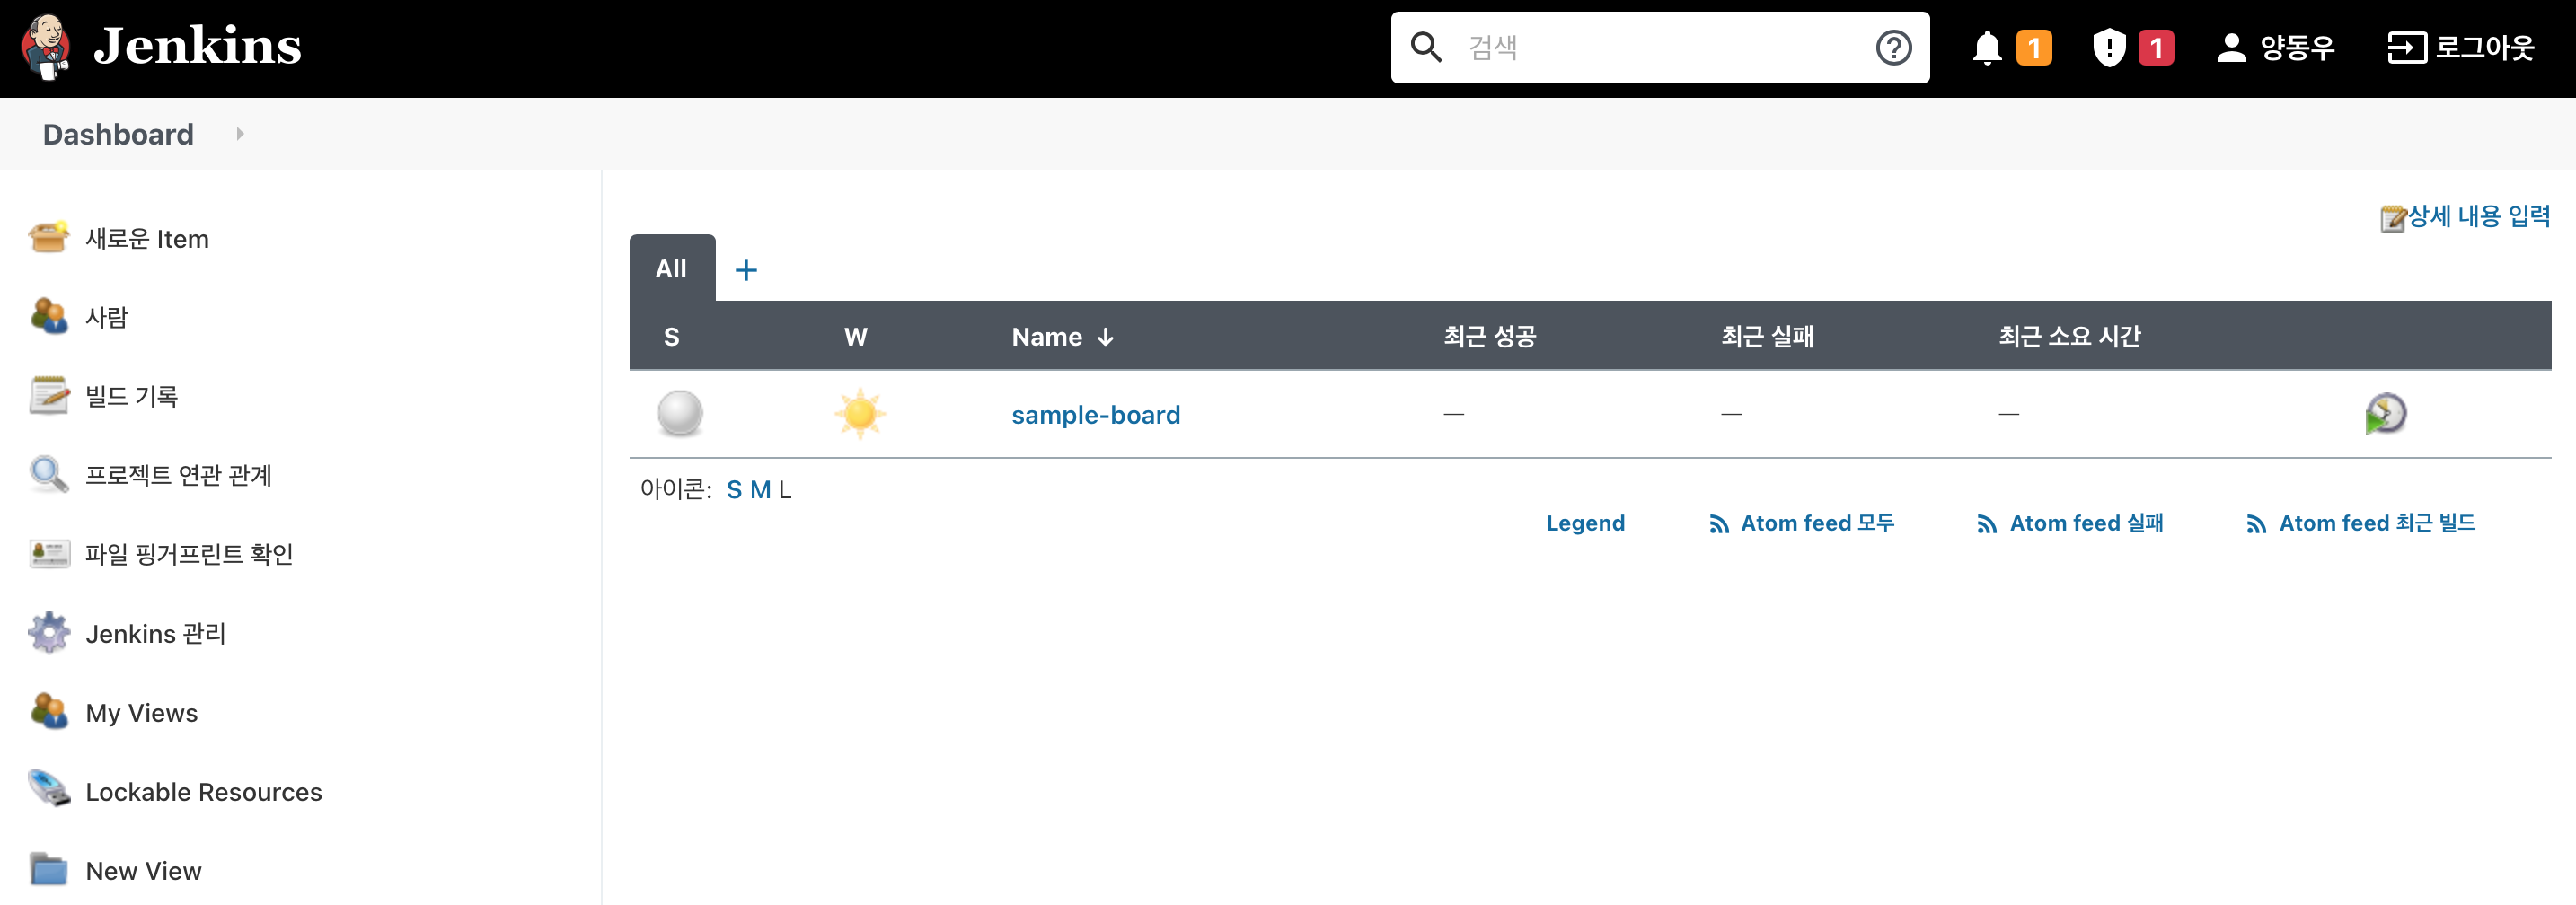 Jenkins
검색
1
1
양동우
로그아웃
Dashboard
새로운 Item
사람
빌드 기록
프로젝트 연관 관계
파일 핑거프린트 확인
Jenkins 관리
My Views
Lockable Resources
New View
상세 내용 입력
All +
S W Name ↓ 최근 성공 최근 실패 최근 소요 시간
sample-board — — —
아이콘: S M L
Legend Atom feed 모두 Atom feed 실패 Atom feed 최근 빌드